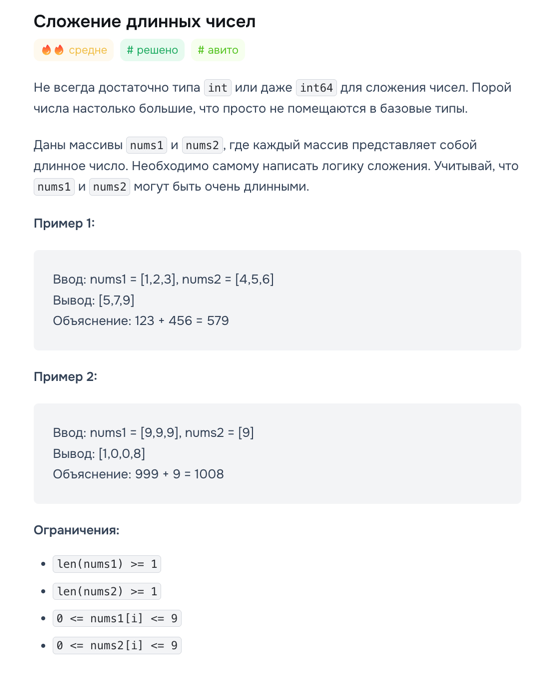 Сложение длинных чисел
🔥🔥 средне # решено # авито
Не всегда достаточно типа int или даже int64 для сложения чисел. Порой
числа настолько большие, что просто не помещаются в базовые типы.
Даны массивы nums1 и nums2, где каждый массив представляет собой
длинное число. Необходимо самому написать логику сложения. Учитывай, что
nums1 и nums2 могут быть очень длинными.
Пример 1:
Ввод: nums1 = [1,2,3], nums2 = [4,5,6]
Вывод: [5,7,9]
Объяснение: 123 + 456 = 579
Пример 2:
Ввод: nums1 = [9,9,9], nums2 = [9]
Вывод: [1,0,0,8]
Объяснение: 999 + 9 = 1008
Ограничения:
• len(nums1) >= 1
• len(nums2) >= 1
• 0 <= nums1[i] <= 9
• 0 <= nums2[i] <= 9